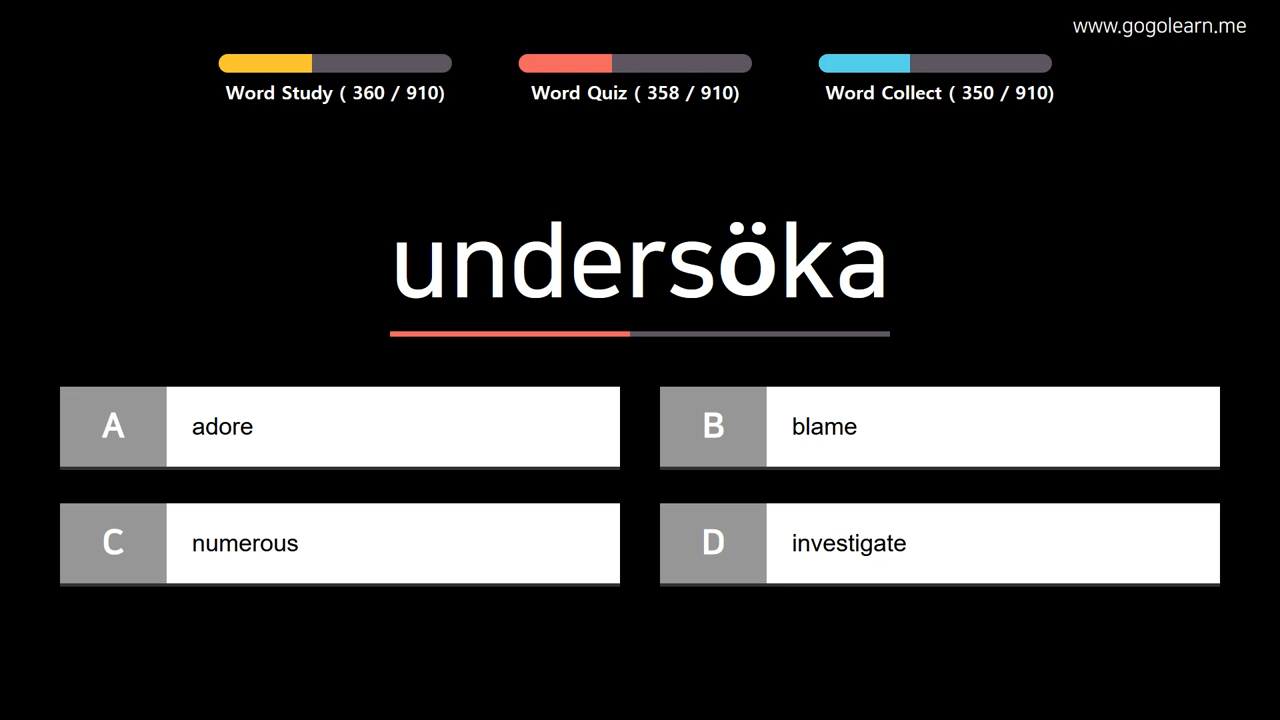 www.gogolearn.me
Word Study ( 360 / 910)
Word Quiz ( 358 / 910)
Word Collect ( 350 / 910)
undersöka
A adore
B blame
C numerous
D investigate